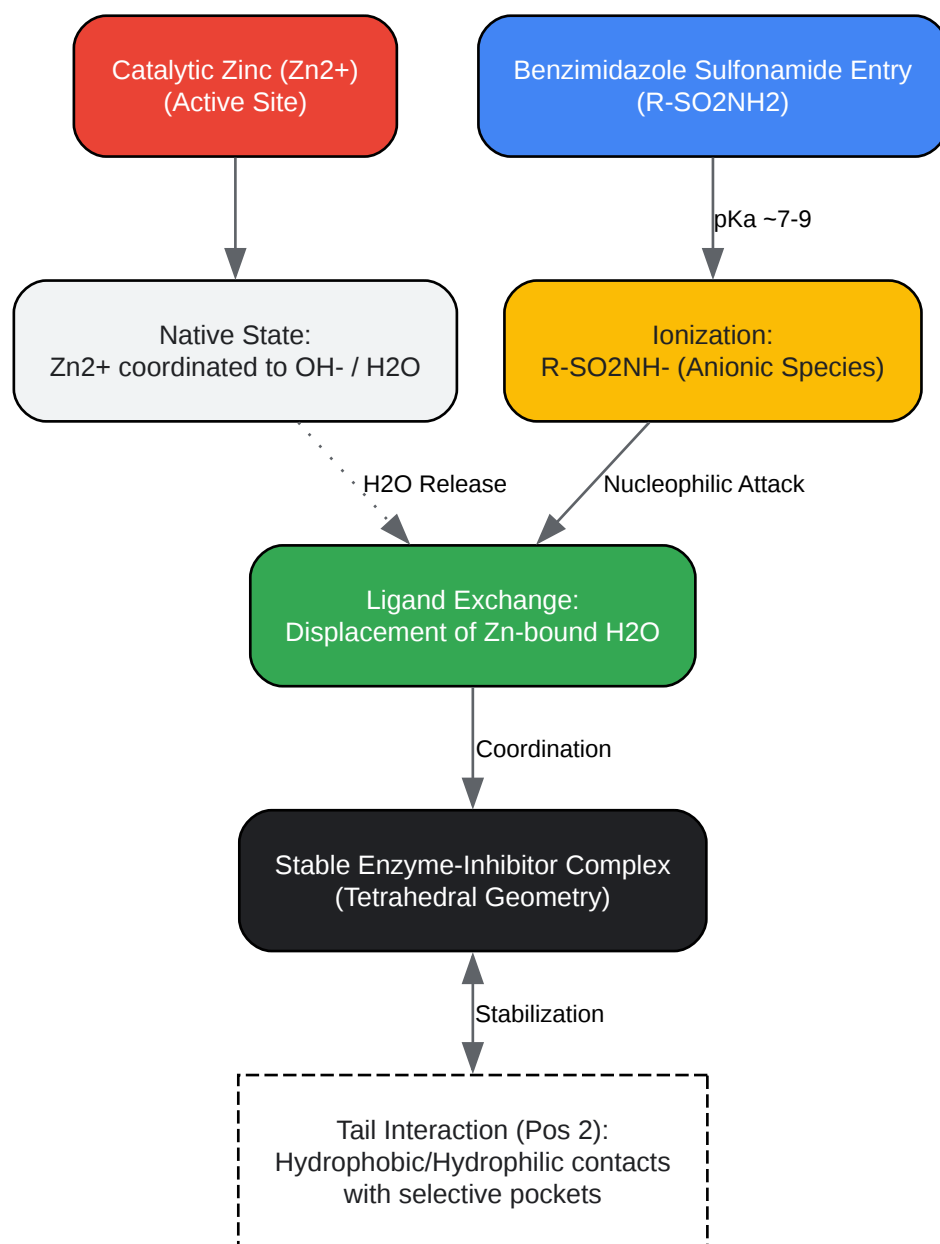 Catalytic Zinc (Zn2+)
(Active Site)
Benzimidazole Sulfonamide Entry
(R-SO2NH2)
pKa ~7-9
Native State:
Zn2+ coordinated to OH- / H2O
Ionization:
R-SO2NH- (Anionic Species)
H2O Release
Nucleophilic Attack
Ligand Exchange:
Displacement of Zn-bound H2O
Coordination
Stable Enzyme-Inhibitor Complex
(Tetrahedral Geometry)
Stabilization
Tail Interaction (Pos 2):
Hydrophobic/Hydrophilic contacts
with selective pockets